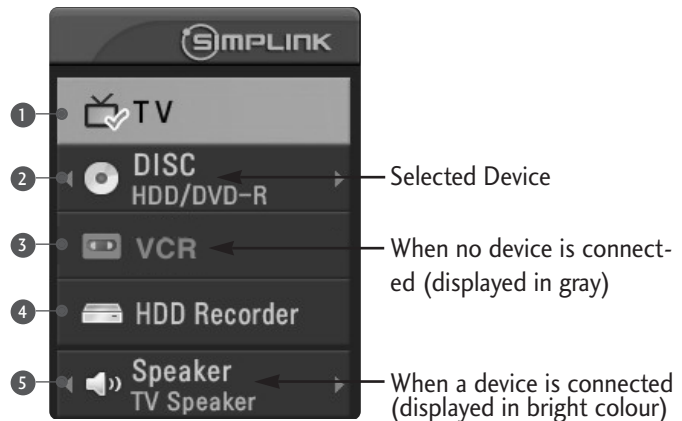 SIMPLINK
1 TV
2 DISC
HDD/DVD-R
Selected Device
3 VCR
When no device is connect-
ed (displayed in gray)
4 HDD Recorder
5 Speaker
TV Speaker
When a device is connected
(displayed in bright colour)